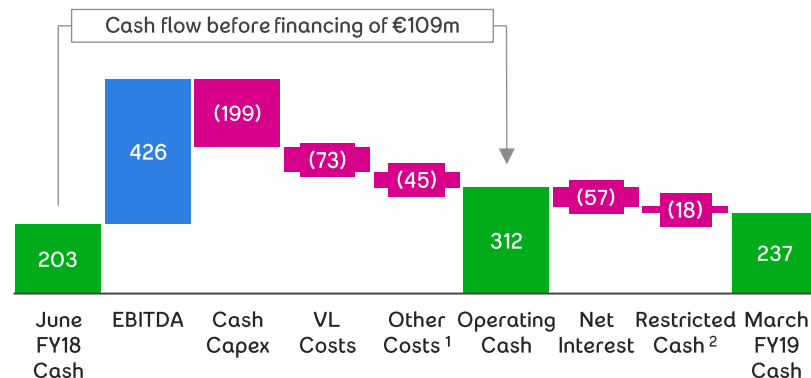 Cash flow before financing of €109m
203
426
(199)
(73)
(45)
312
(57)
(18)
237
June
FY18
Cash
EBITDA
Cash
Capex
VL
Costs
Other
Costs 1
Operating
Cash
Net
Interest
Restricted
Cash 2
March
FY19
Cash